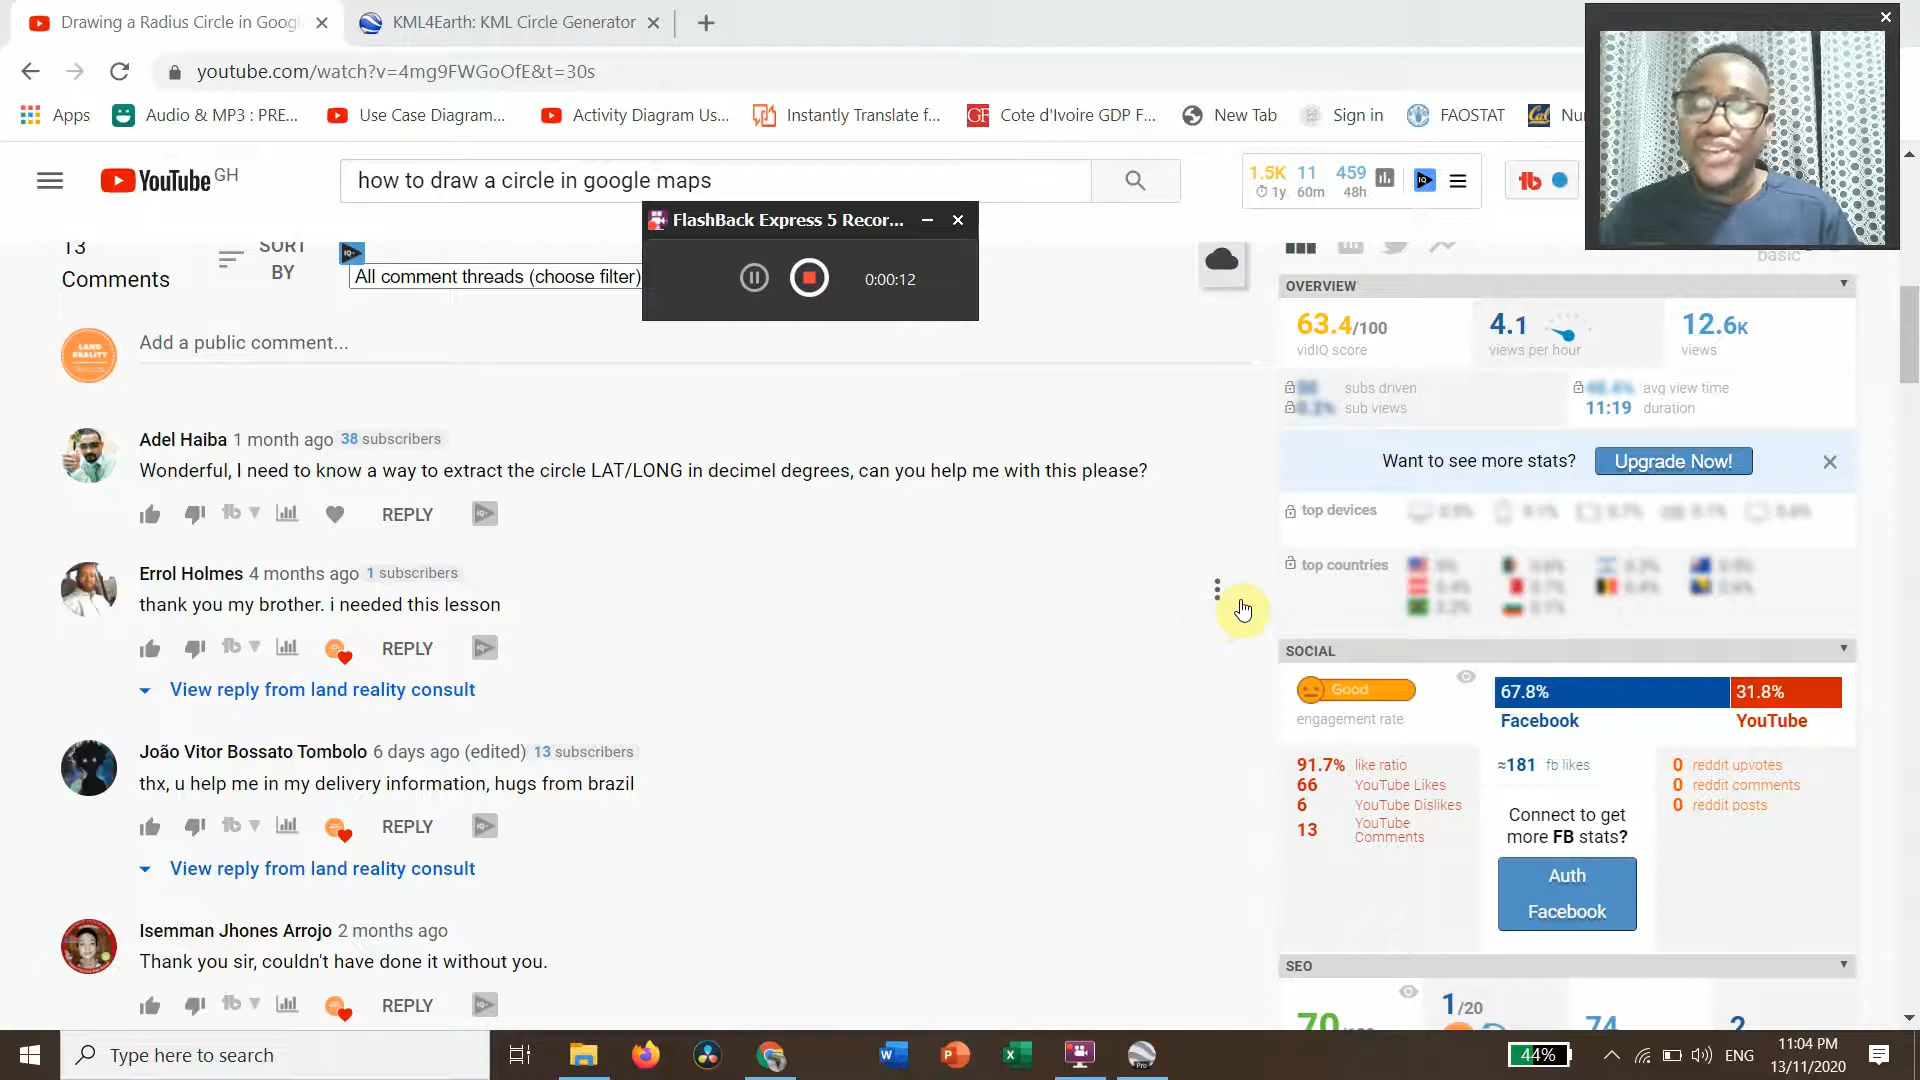 Drawing a Radius Circle in Googl
KML4Earth: KML Circle Generator
youtube.com/watch?v=4mg9FWGoOfE&t=30s
Apps
Audio & MP3 : PRE...
Use Case Diagram...
Activity Diagram Us...
Instantly Translate f...
GP
Cote d'Ivoire GDP F...
New Tab
Sign in
FAOSTAT
Cal
Nu
YouTube GH
how to draw a circle in google maps
1.5K 11 459
1y 60m 48h
FlashBack Express 5 Recor...
0:00:12
13
Comments
SORT
BY
All comment threads (choose filter)
basic
Add a public comment...
LAND
REALITY
Adel Haiba 1 month ago 38 subscribers
Wonderful, I need to know a way to extract the circle LAT/LONG in decimel degrees, can you help me with this please?
REPLY
Errol Holmes 4 months ago 1 subscribers
thank you my brother. i needed this lesson
REPLY
View reply from land reality consult
João Vitor Bossato Tombolo 6 days ago (edited) 13 subscribers
thx, u help me in my delivery information, hugs from brazil
REPLY
View reply from land reality consult
Isemman Jhones Arrojo 2 months ago
Thank you sir, couldn't have done it without you.
REPLY
OVERVIEW
63.4/100
vidIQ score
4.1
views per hour
12.6K
views
subs driven
sub views
avg view time
11:19 duration
Want to see more stats?
Upgrade Now!
top devices
top countries
SOCIAL
Good
engagement rate
67.8%
31.8%
Facebook
YouTube
91.7% like ratio
66 YouTube Likes
6 YouTube Dislikes
13 YouTube
Comments
≈181 fb likes
Connect to get
more FB stats?
Auth
Facebook
0 reddit upvotes
0 reddit comments
0 reddit posts
SEO
70
1/20
74
2
Type here to search
44%
ENG
11:04 PM
13/11/2020